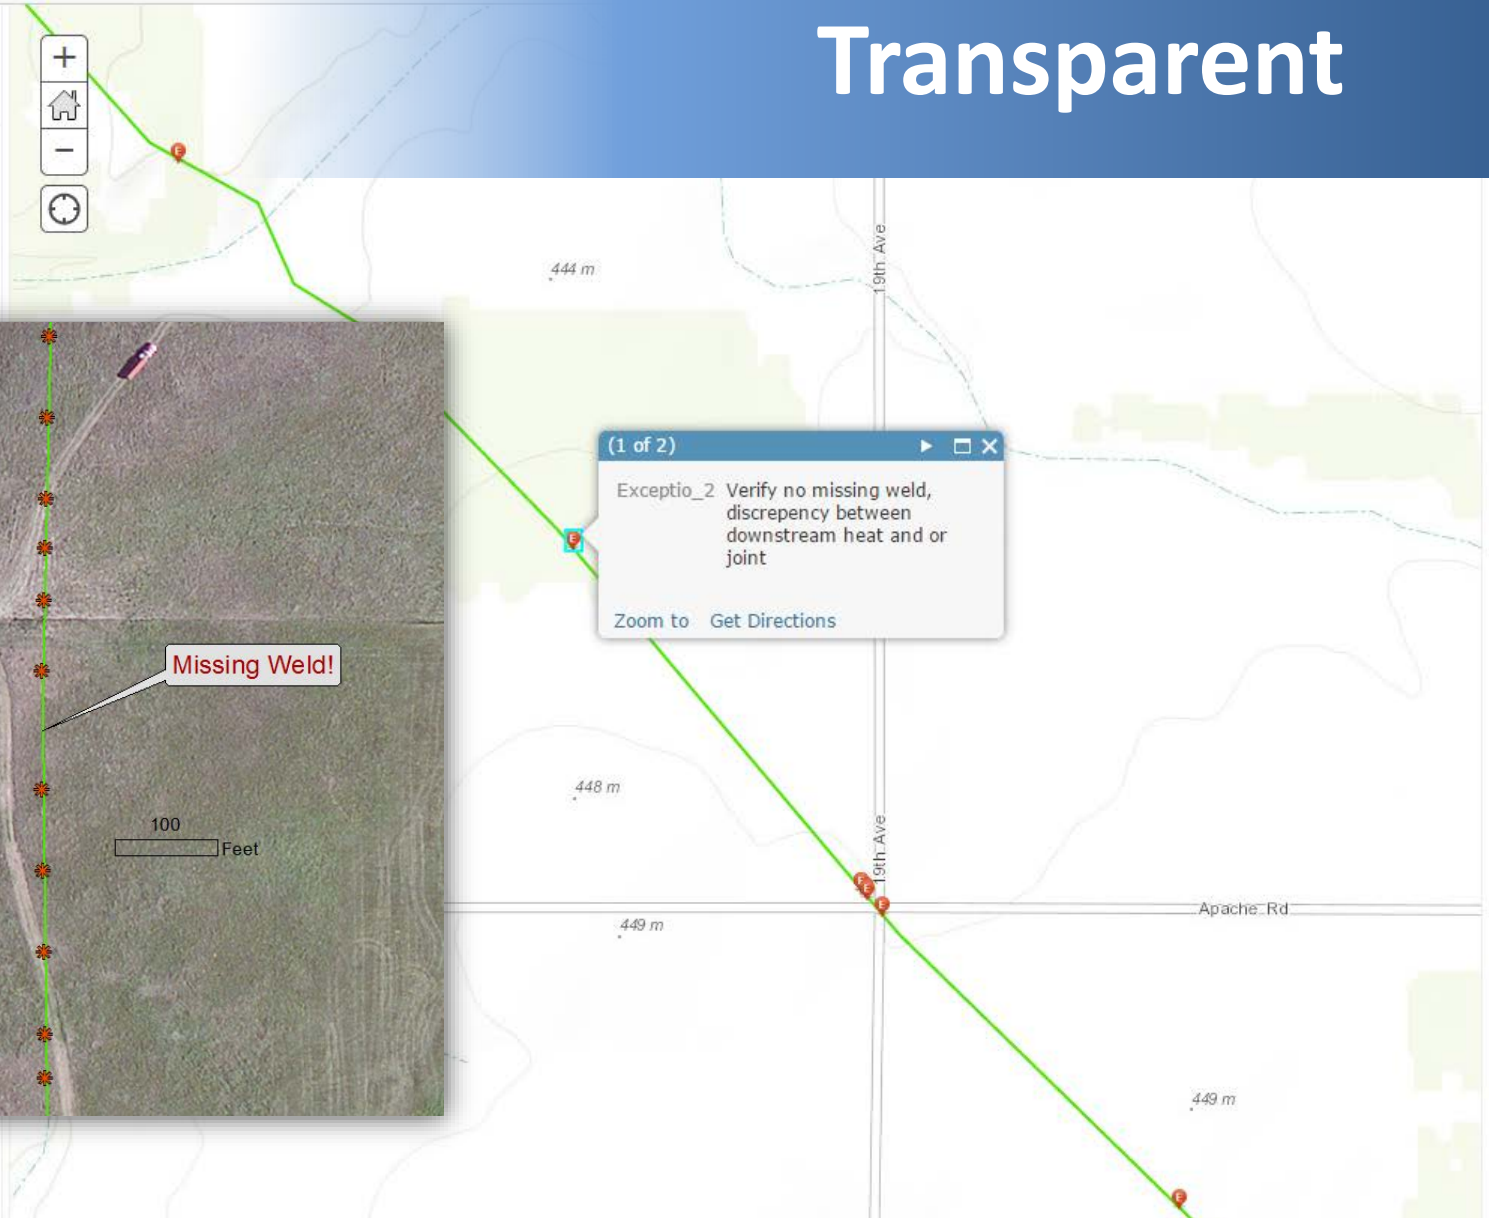 Transparent
+
−
E
19th Ave
444 m
(1 of 2)
Exceptio_2 Verify no missing weld,
discrepency between
downstream heat and or
joint
E
Zoom to Get Directions
Missing Weld!
448 m
100
Feet
19th Ave
E
E
E
Apache Rd
449 m
449 m
E